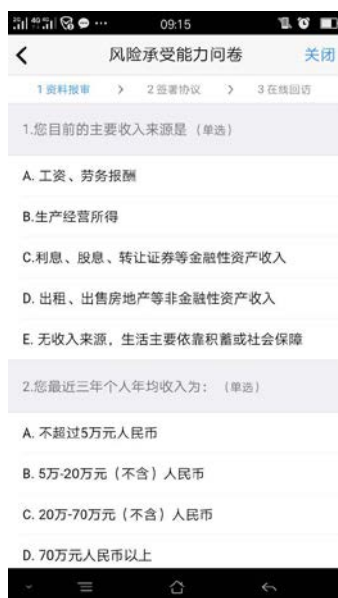 09:15
风险承受能力问卷
关闭
1 资料报审 > 2 签署协议 > 3 在线回访
1.您目前的主要收入来源是（单选）
A. 工资、劳务报酬
B.生产经营所得
C.利息、股息、转让证券等金融性资产收入
D. 出租、出售房地产等非金融性资产收入
E. 无收入来源，生活主要依靠积蓄或社会保障
2.您最近三年个人年均收入为：（单选）
A. 不超过5万元人民币
B. 5万-20万元（不含）人民币
C. 20万-70万元（不含）人民币
D. 70万元人民币以上